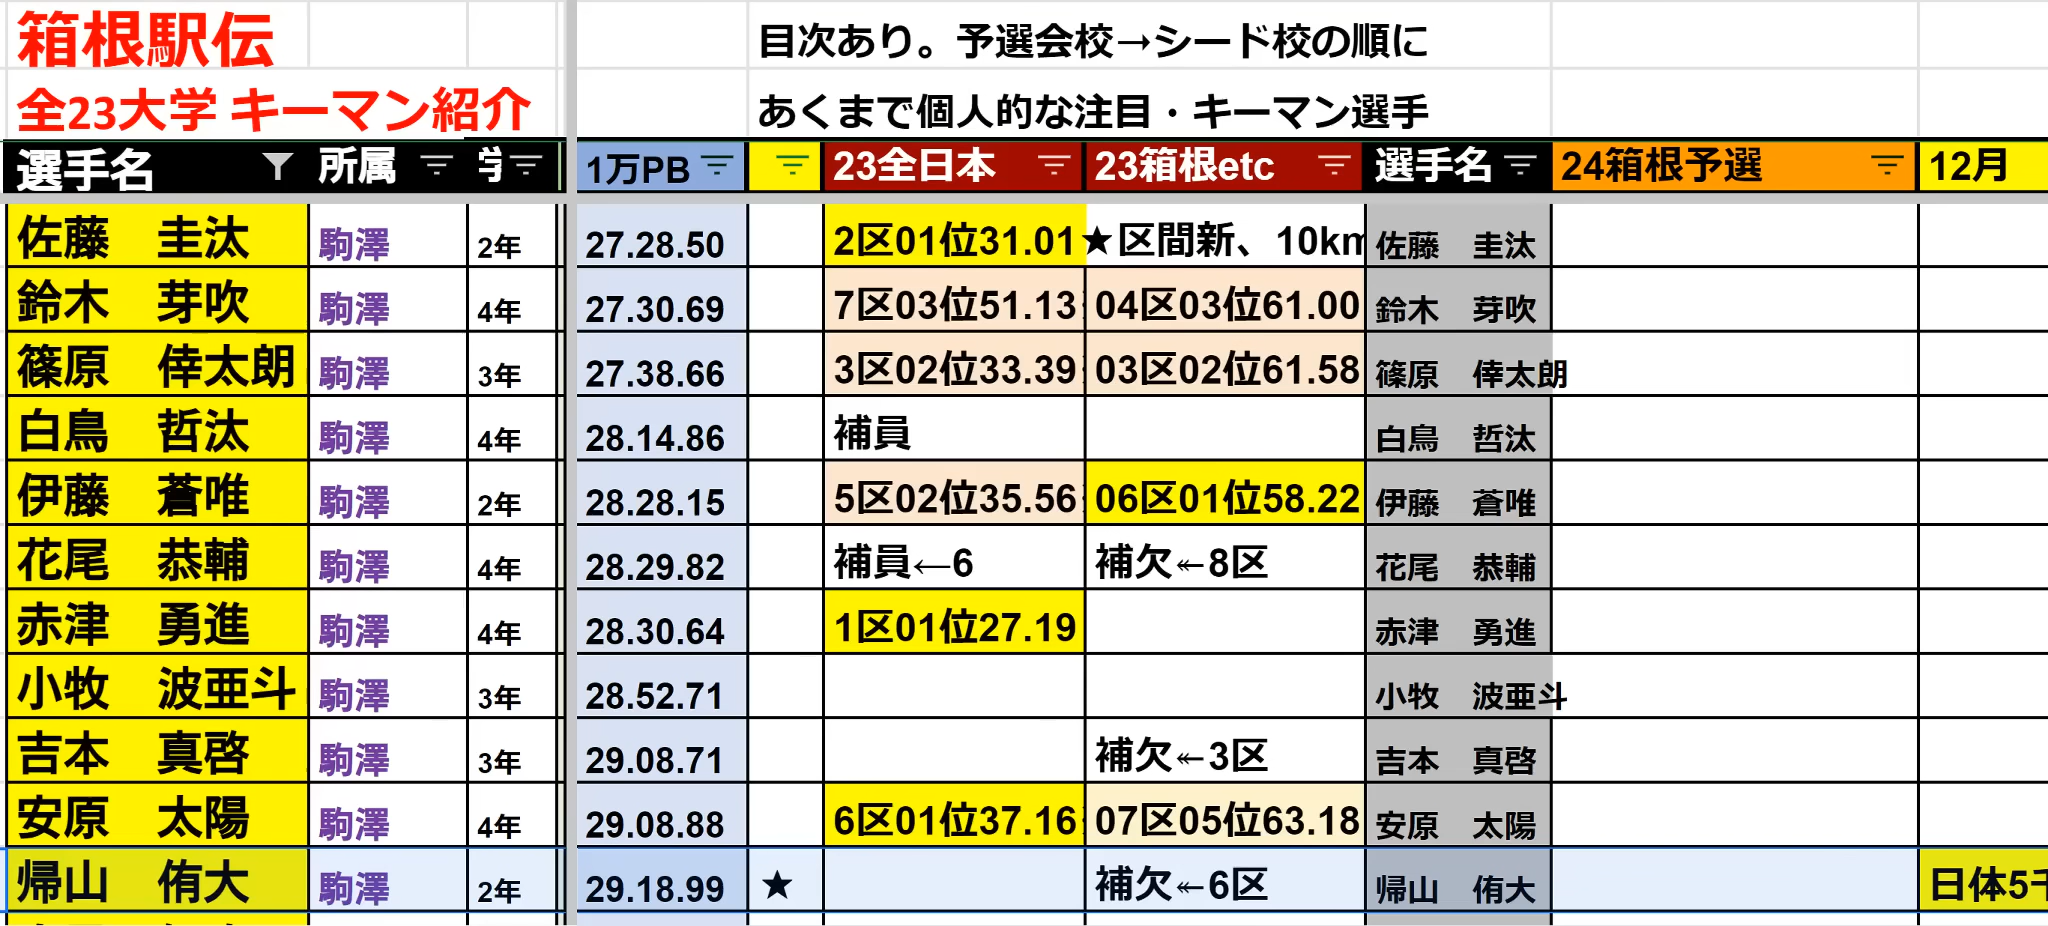 箱根駅伝
目次あり。予選会校→シード校の順に
全23大学 キーマン紹介
あくまで個人的な注目・キーマン選手
選手名 所属 学 1万PB 23全日本 23箱根etc 選手名 24箱根予選 12月
佐藤　圭汰 駒澤 2年 27.28.50 2区01位31.01 ★区間新、10km 佐藤　圭汰
鈴木　芽吹 駒澤 4年 27.30.69 7区03位51.13 04区03位61.00 鈴木　芽吹
篠原　倖太朗 駒澤 3年 27.38.66 3区02位33.39 03区02位61.58 篠原　倖太朗
白鳥　哲汰 駒澤 4年 28.14.86 補員 白鳥　哲汰
伊藤　蒼唯 駒澤 2年 28.28.15 5区02位35.56 06区01位58.22 伊藤　蒼唯
花尾　恭輔 駒澤 4年 28.29.82 補員←6 補欠←8区 花尾　恭輔
赤津　勇進 駒澤 4年 28.30.64 1区01位27.19 赤津　勇進
小牧　波亜斗 駒澤 3年 28.52.71 小牧　波亜斗
吉本　真啓 駒澤 3年 29.08.71 補欠←3区 吉本　真啓
安原　太陽 駒澤 4年 29.08.88 6区01位37.16 07区05位63.18 安原　太陽
帰山　侑大 駒澤 2年 29.18.99 ★ 補欠←6区 帰山　侑大 日体5千